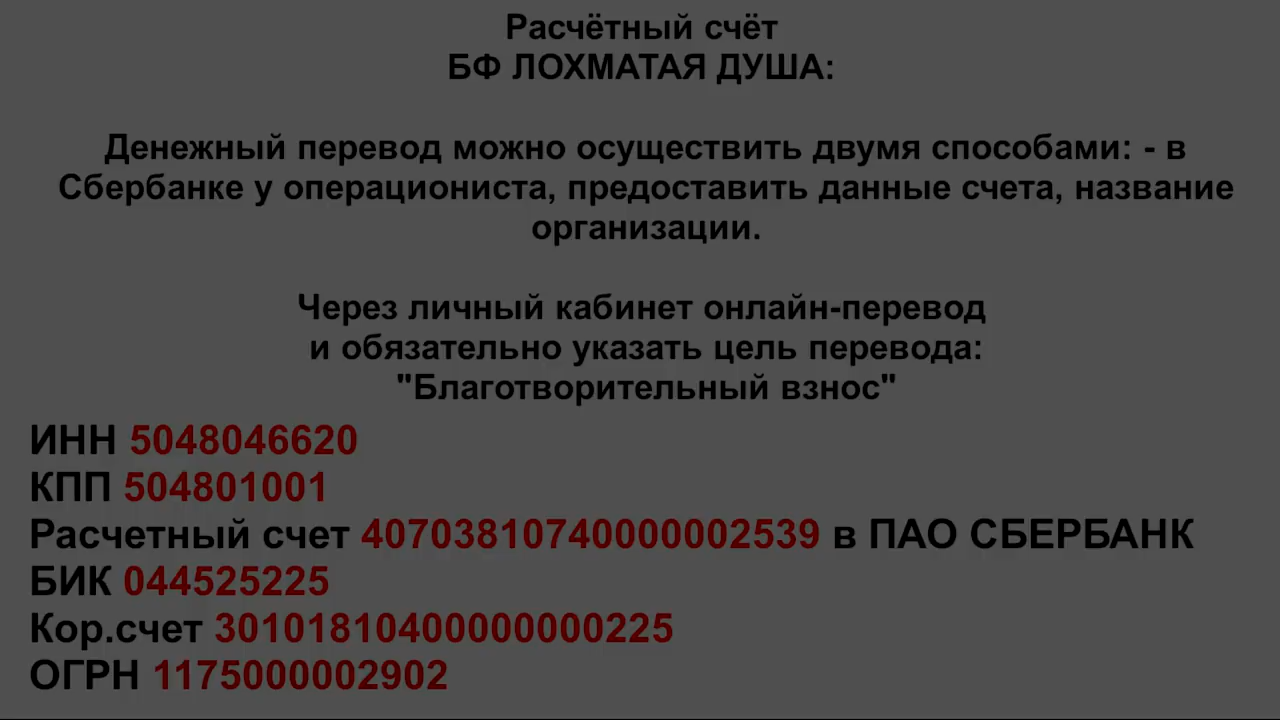 Расчётный счёт
БФ ЛОХМАТАЯ ДУША:
Денежный перевод можно осуществить двумя способами: - в
Сбербанке у операциониста, предоставить данные счета, название
организации.
Через личный кабинет онлайн-перевод
и обязательно указать цель перевода:
"Благотворительный взнос"
ИНН 5048046620
КПП 504801001
Расчетный счет 40703810740000002539 в ПАО СБЕРБАНК
БИК 044525225
Кор.счет 30101810400000000225
ОГРН 1175000002902